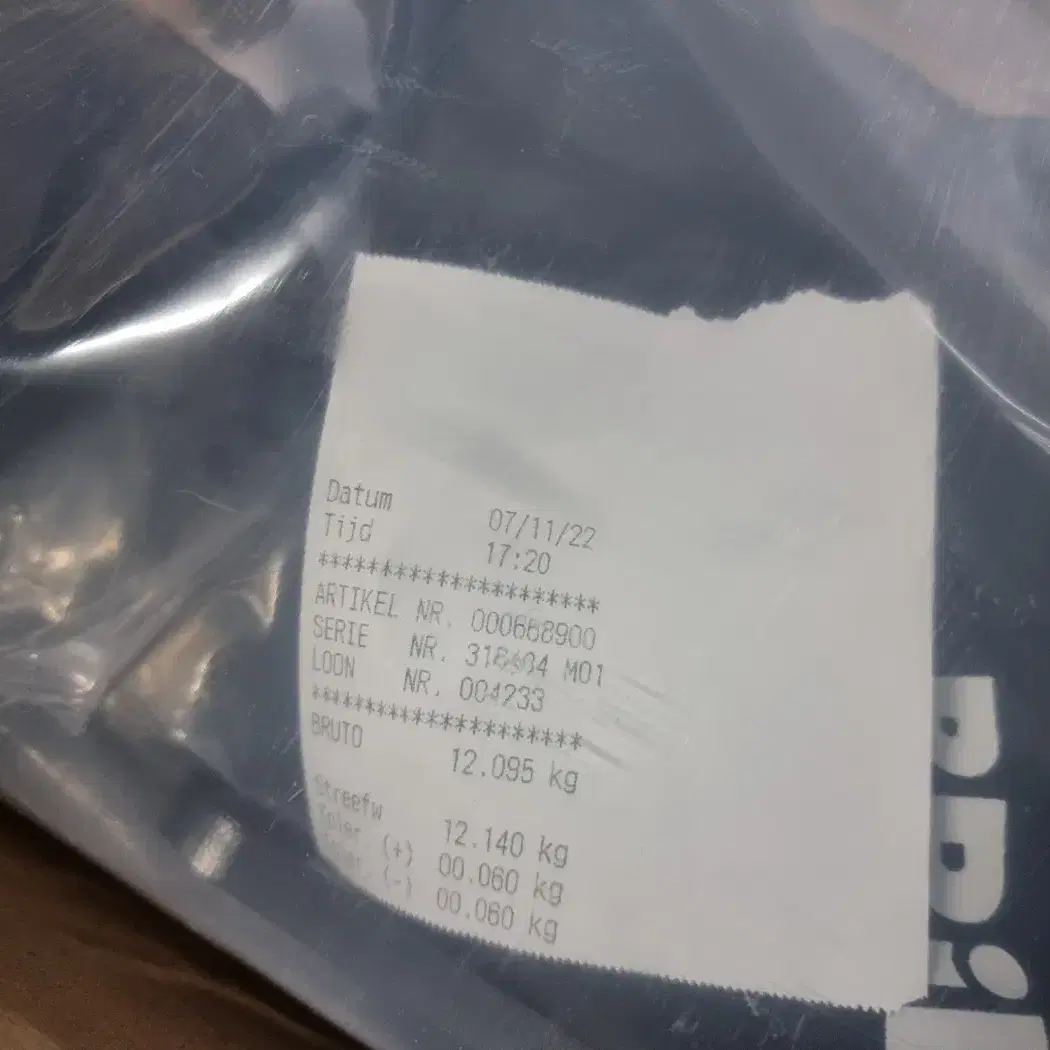 Datum 07/11/22
Tijd 17:20
*********************
ARTIKEL NR. 000668900
SERIE NR. M01
LOON NR. 004233
*********************
BRUTO 12.095 kg
Streefw 12.140 kg
Toler. (+) 00.060 kg
(-) 00.060 kg